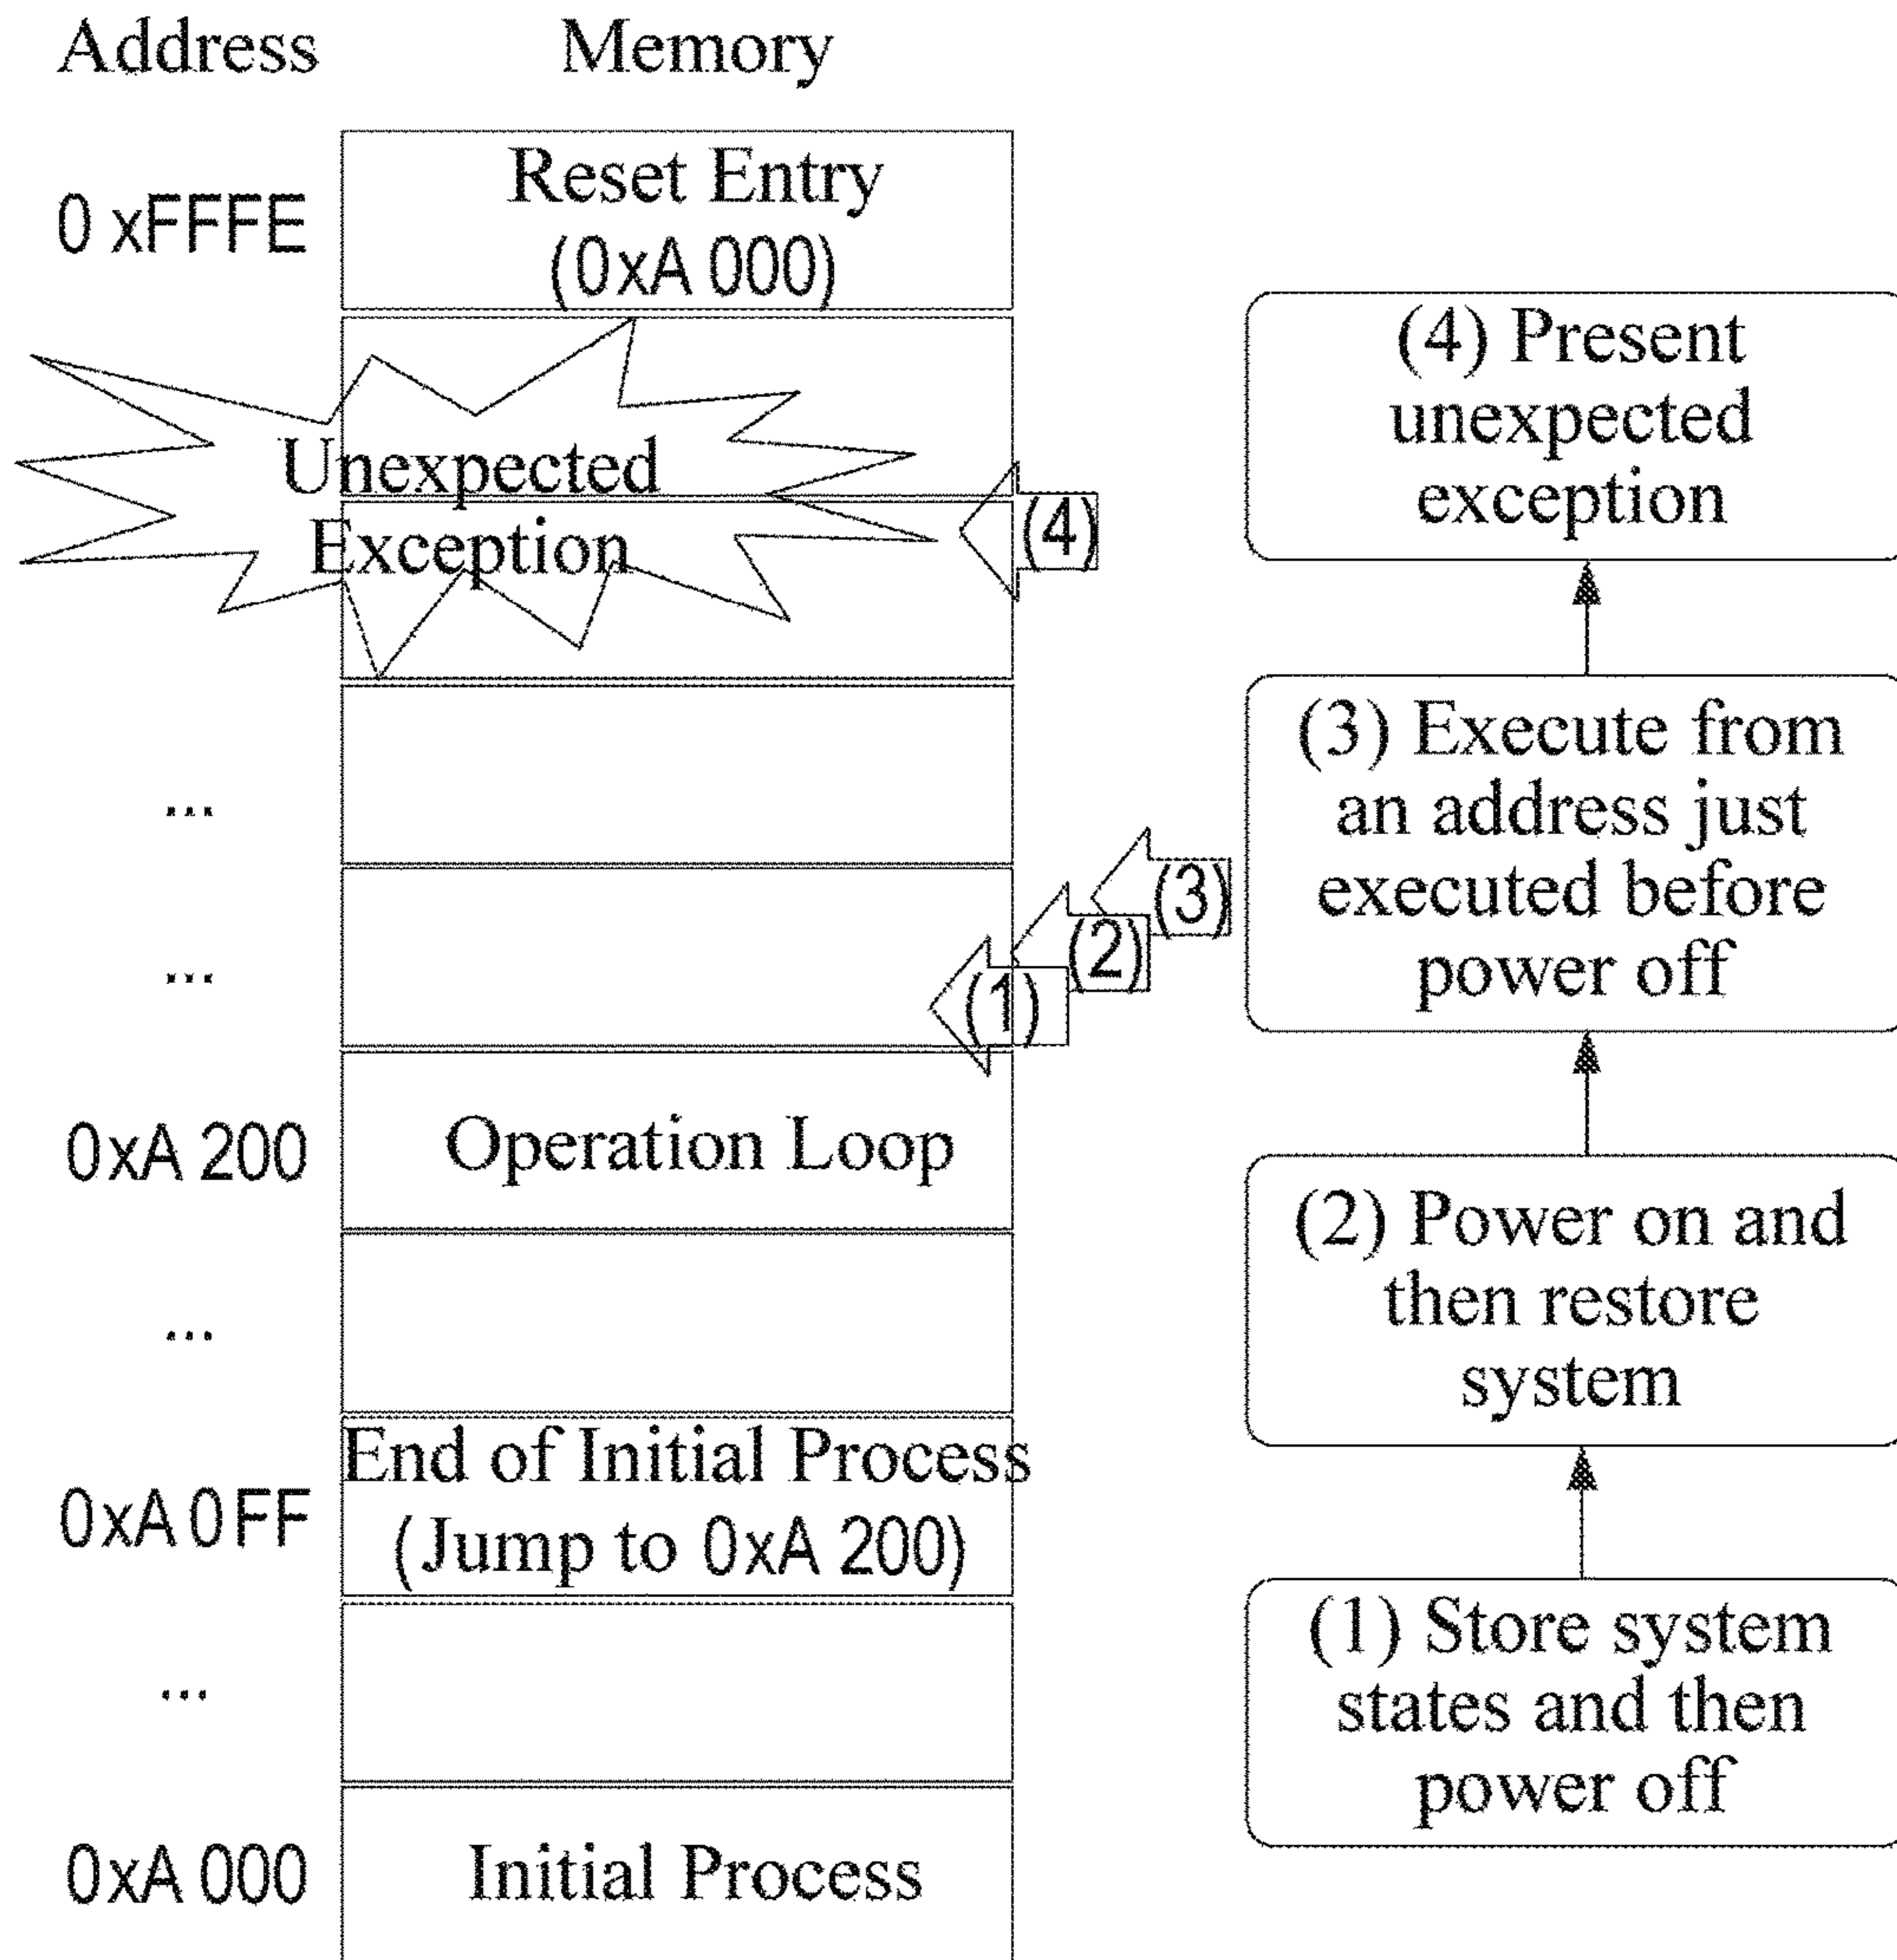 Address Memory
0 xFFFE
Reset Entry
(0xA 000)
Unexpected
Exception
(4)
...
(3)
(2)
(1)
...
0xA 200
Operation Loop
...
0xA 0FF
End of Initial Process
(Jump to 0xA 200)
...
0xA 000
Initial Process
(4) Present
unexpected
exception
(3) Execute from
an address just
executed before
power off
(2) Power on and
then restore
system
(1) Store system
states and then
power off